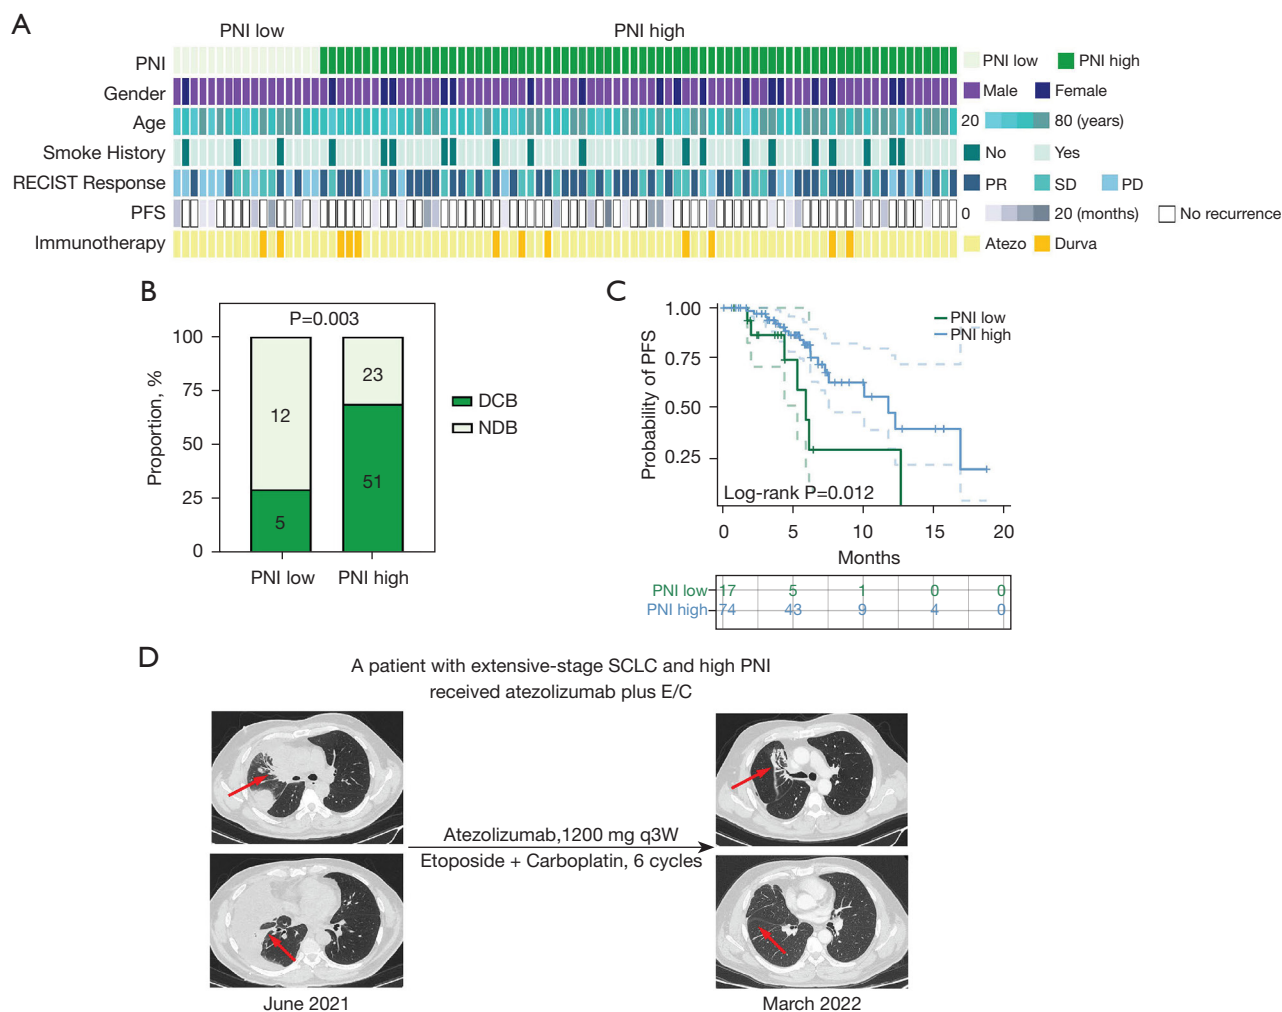 A
PNI low
PNI high
PNI
PNI low
PNI high
Gender
Male
Female
Age
20
80 (years)
Smoke History
No
Yes
RECIST Response
PR
SD
PD
PFS
0
20 (months)
No recurrence
Immunotherapy
Atezo
Durva
B
P=0.003
Proportion, %
100
75
50
25
0
12
5
23
51
PNI low
PNI high
DCB
NDB
C
Probability of PFS
1.00
0.75
0.50
0.25
PNI low
PNI high
Log-rank P=0.012
0 5 10 15 20
Months
PNI low 17 5 1 0 0
PNI high 74 43 9 4 0
D
A patient with extensive-stage SCLC and high PNI
received atezolizumab plus E/C
Atezolizumab,1200 mg q3W
Etoposide + Carboplatin, 6 cycles
June 2021
March 2022